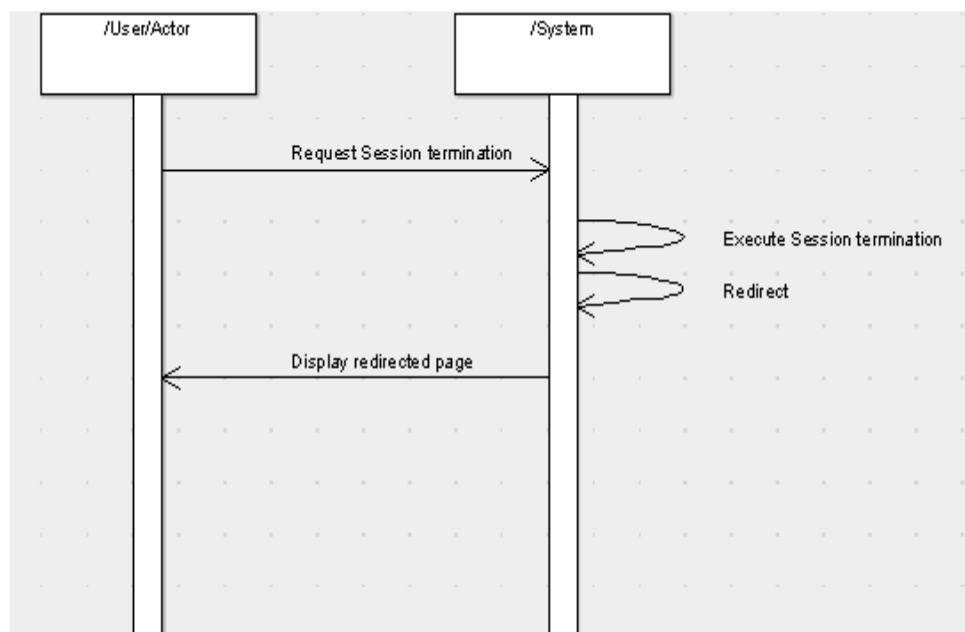 /User/Actor
/System
Request Session termination
Execute Session termination
Redirect
Display redirected page